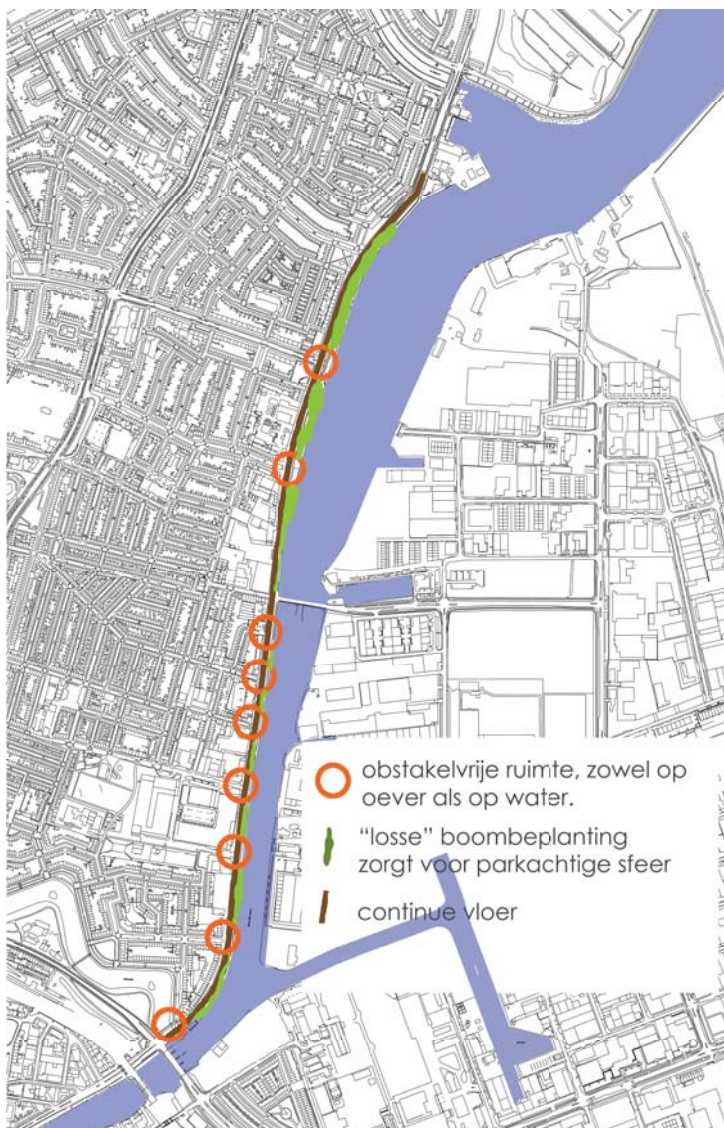 obstakelvrije ruimte, zowel op
oever als op water.
“losse” boombeplanting
zorgt voor parkachtige sfeer
continue vloer